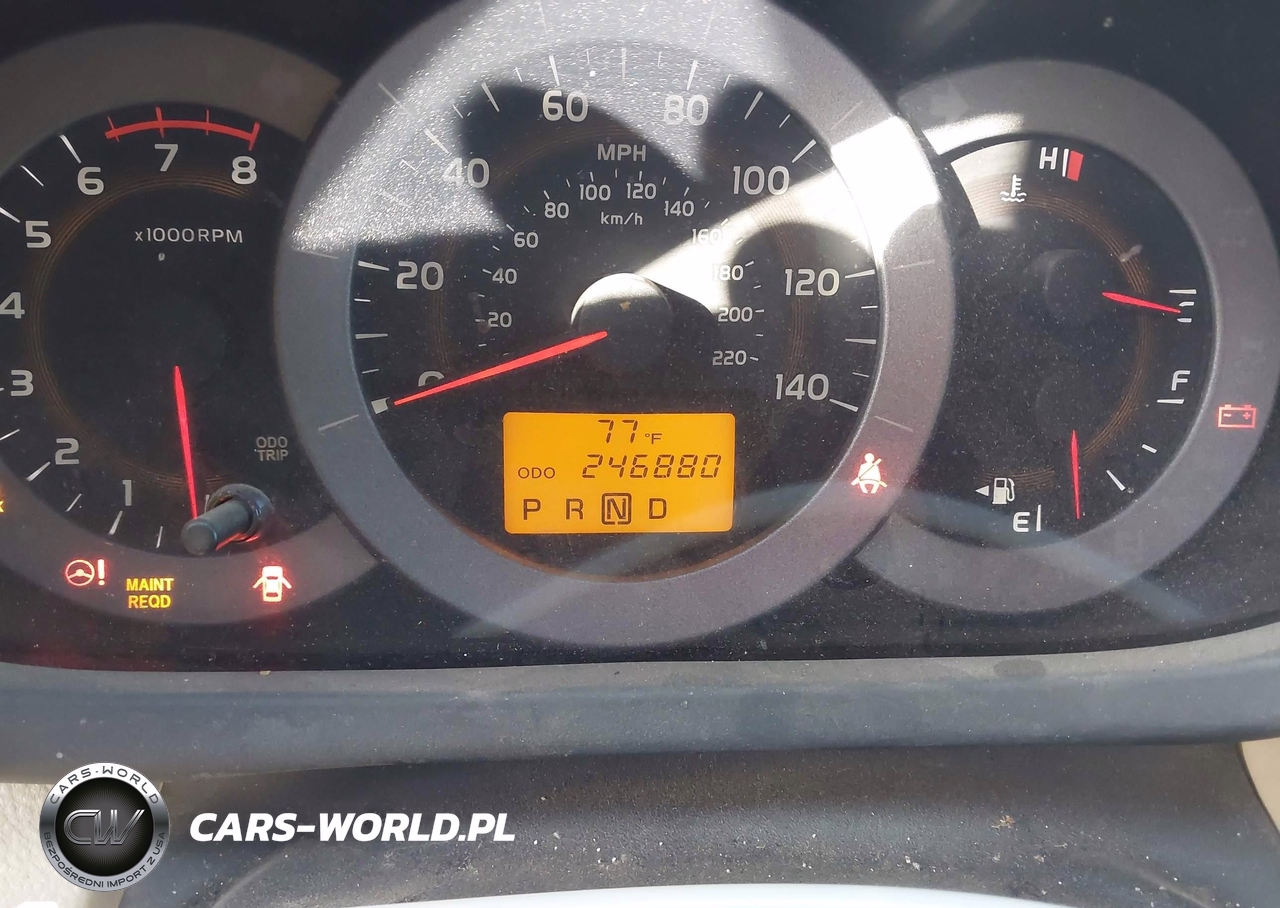 x1000RPM
1
2
3
4
5
6
7
8
ODO
TRIP
MAINT
REQD
MPH
20
40
60
80
100
120
140
km/h
20
40
60
80
100
120
140
160
180
200
220
77°F
ODO 246880
P R N D
H
F
E
CARS-WORLD
CW
BEZPOŚREDNI IMPORT Z USA
CARS-WORLD.PL